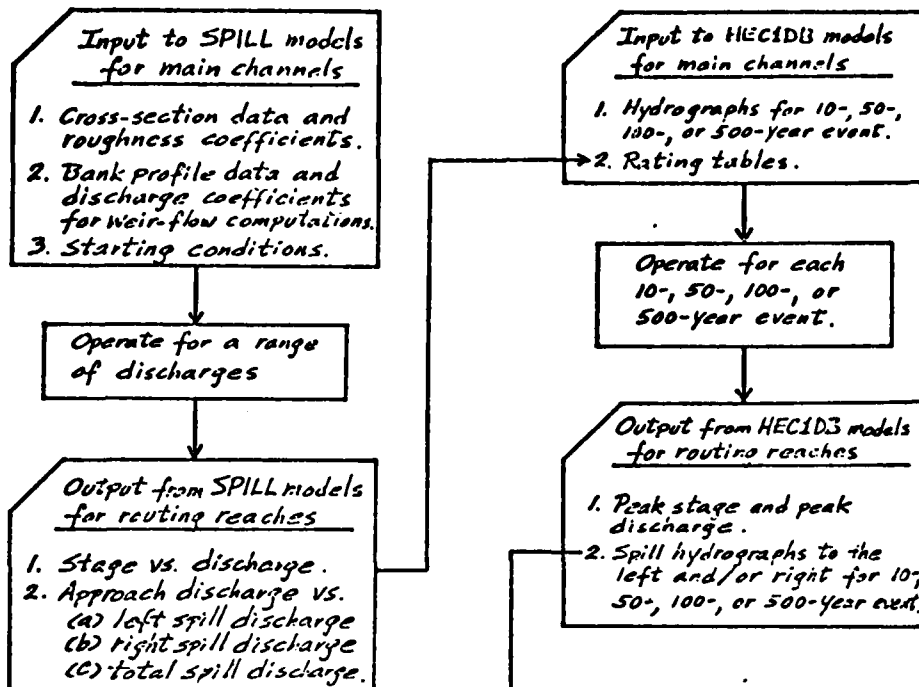 Input to SPILL models
for main channels
1. Cross-section data and
roughness coefficients.
2. Bank profile data and
discharge coefficients
for weir-flow computations.
3. Starting conditions.
Operate for a range
of discharges
Output from SPILL models
for routing reaches
1. Stage vs. discharge.
2. Approach discharge vs.
(a) left spill discharge
(b) right spill discharge
(c) total spill discharge.
Input to HEC1DB models
for main channels
1. Hydrographs for 10-, 50-,
100-, or 500-year event.
2. Rating tables.
Operate for each
10-, 50-, 100-, or
500-year event.
Output from HEC1DB models
for routing reaches
1. Peak stage and peak
discharge.
2. Spill hydrographs to the
left and/or right for 10-,
50-, 100-, or 500-year event.